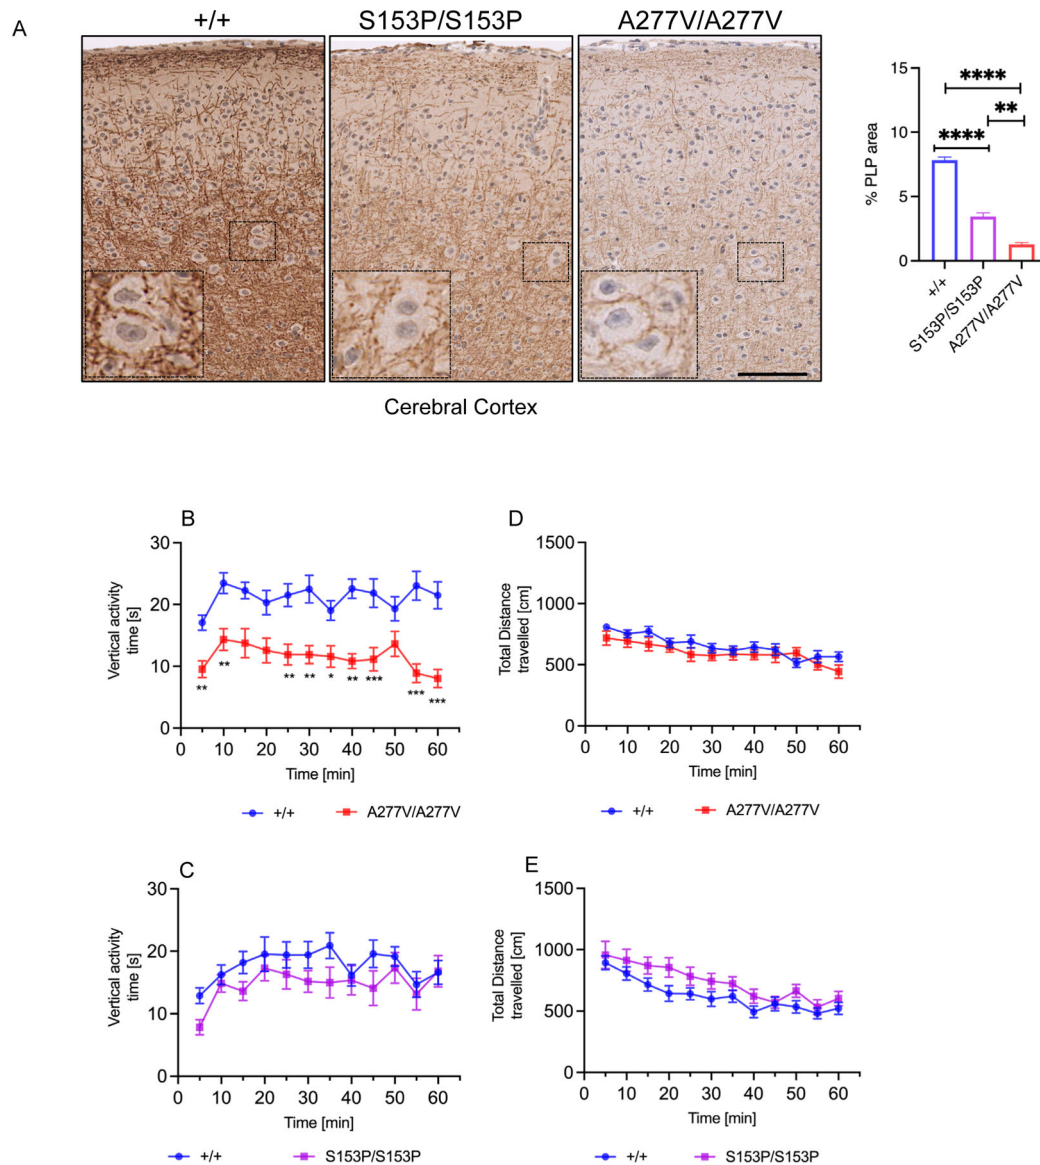 A
+/+
S153P/S153P
A277V/A277V
Cerebral Cortex
% PLP area
15
10
5
0
****
**
****
+/+
S153P/S153P
A277V/A277V
B
Vertical activity
time [s]
30
20
10
0
** ** ** ** * ** *** *** ***
0 10 20 30 40 50 60
Time [min]
+/+ A277V/A277V
D
Total Distance
travelled [cm]
1500
1000
500
0
0 10 20 30 40 50 60
Time [min]
+/+ A277V/A277V
C
Vertical activity
time [s]
30
20
10
0
0 10 20 30 40 50 60
Time [min]
+/+ S153P/S153P
E
Total Distance
travelled [cm]
1500
1000
500
0
0 10 20 30 40 50 60
Time [min]
+/+ S153P/S153P